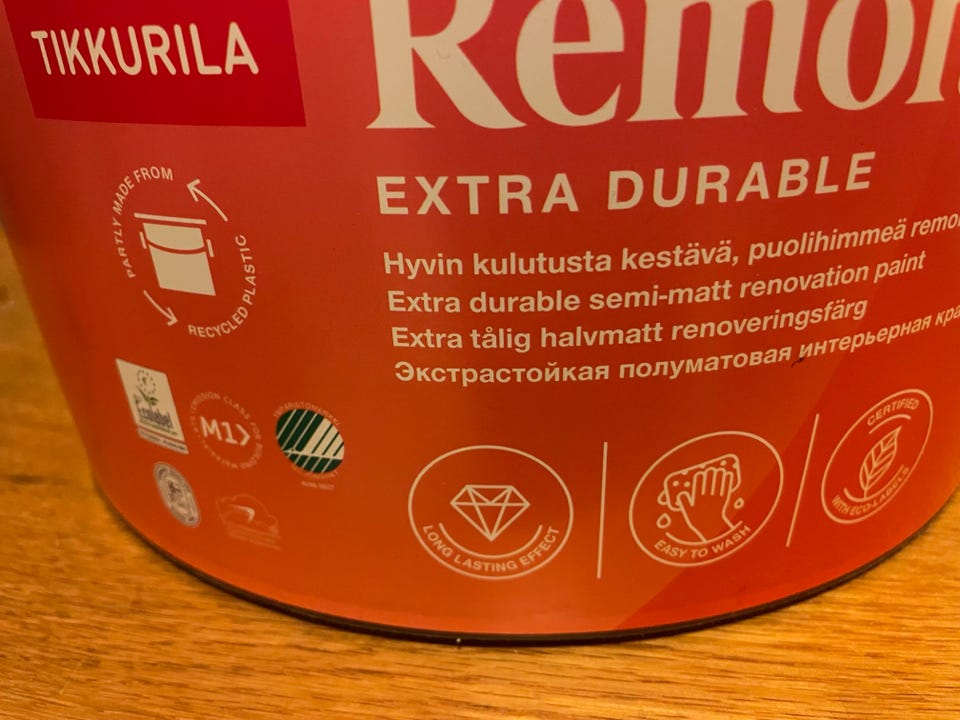 TIKKURILA
EXTRA DURABLE
Hyvin kulutusta kestävä, puolihimmeä
Extra durable semi-matt renovation paint
Extra tålig halvmatt renoveringsfärg
Экстрастойкая полуматовая интерьерная
PARTLY MADE FROM
RECYCLED PLASTIC
Ecolabel
M1
LONG LASTING EFFECT
EASY TO WASH
CERTIFIED
WITH ECO-LABELS